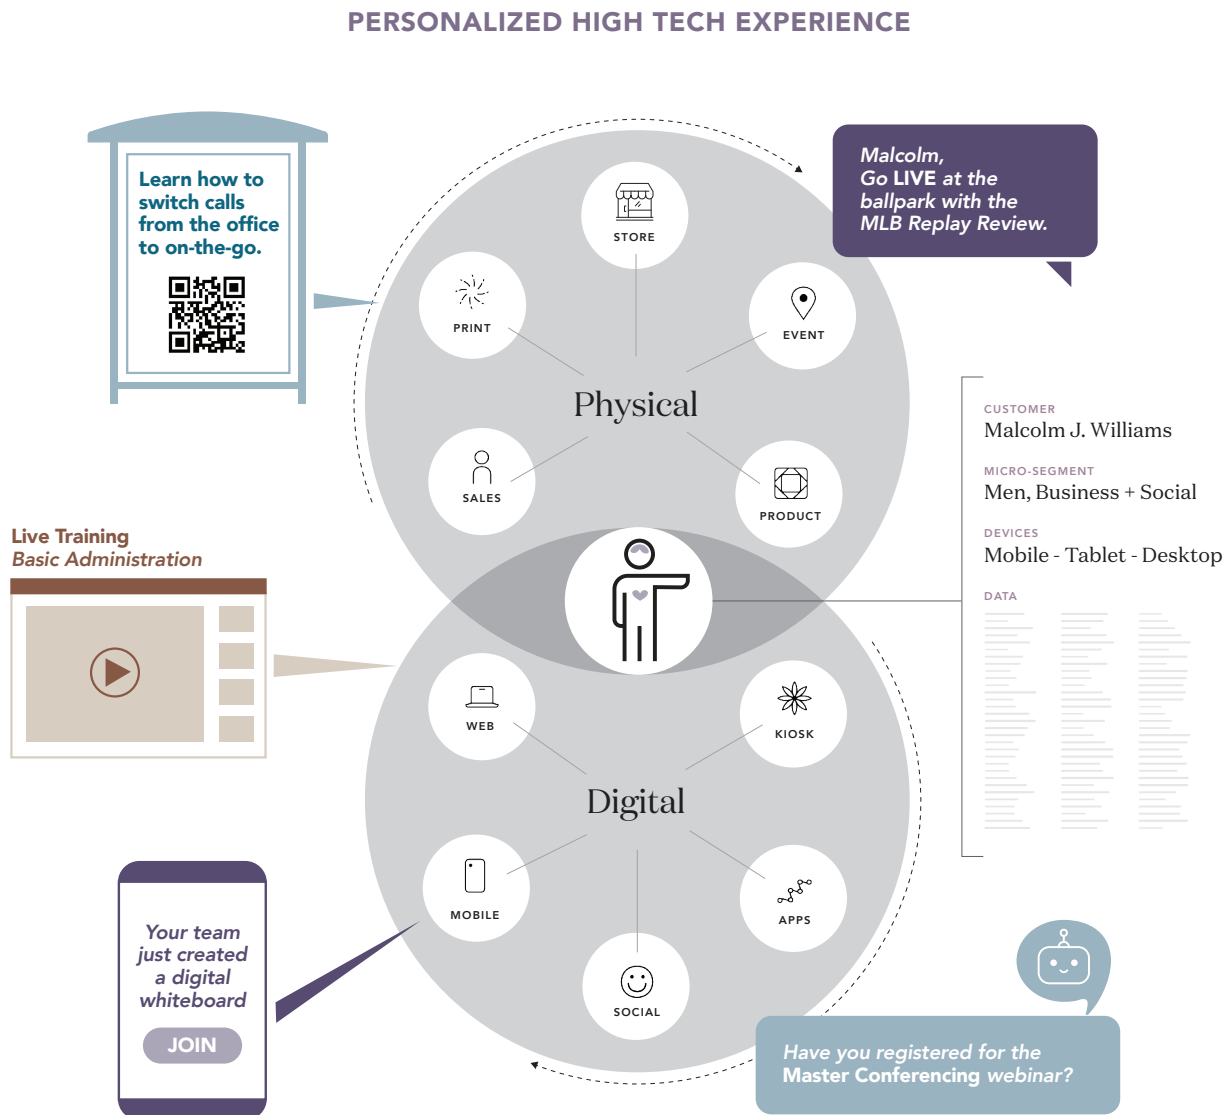 PERSONALIZED HIGH TECH EXPERIENCE
Learn how to
switch calls
from the office
to on-the-go.
Malcolm,
Go LIVE at the
ballpark with the
MLB Replay Review.
STORE
PRINT
EVENT
Physical
SALES
PRODUCT
CUSTOMER
Malcolm J. Williams
MICRO-SEGMENT
Men, Business + Social
DEVICES
Mobile - Tablet - Desktop
DATA
Live Training
Basic Administration
WEB
KIOSK
Digital
MOBILE
APPS
SOCIAL
Your team
just created
a digital
whiteboard
JOIN
Have you registered for the
Master Conferencing webinar?